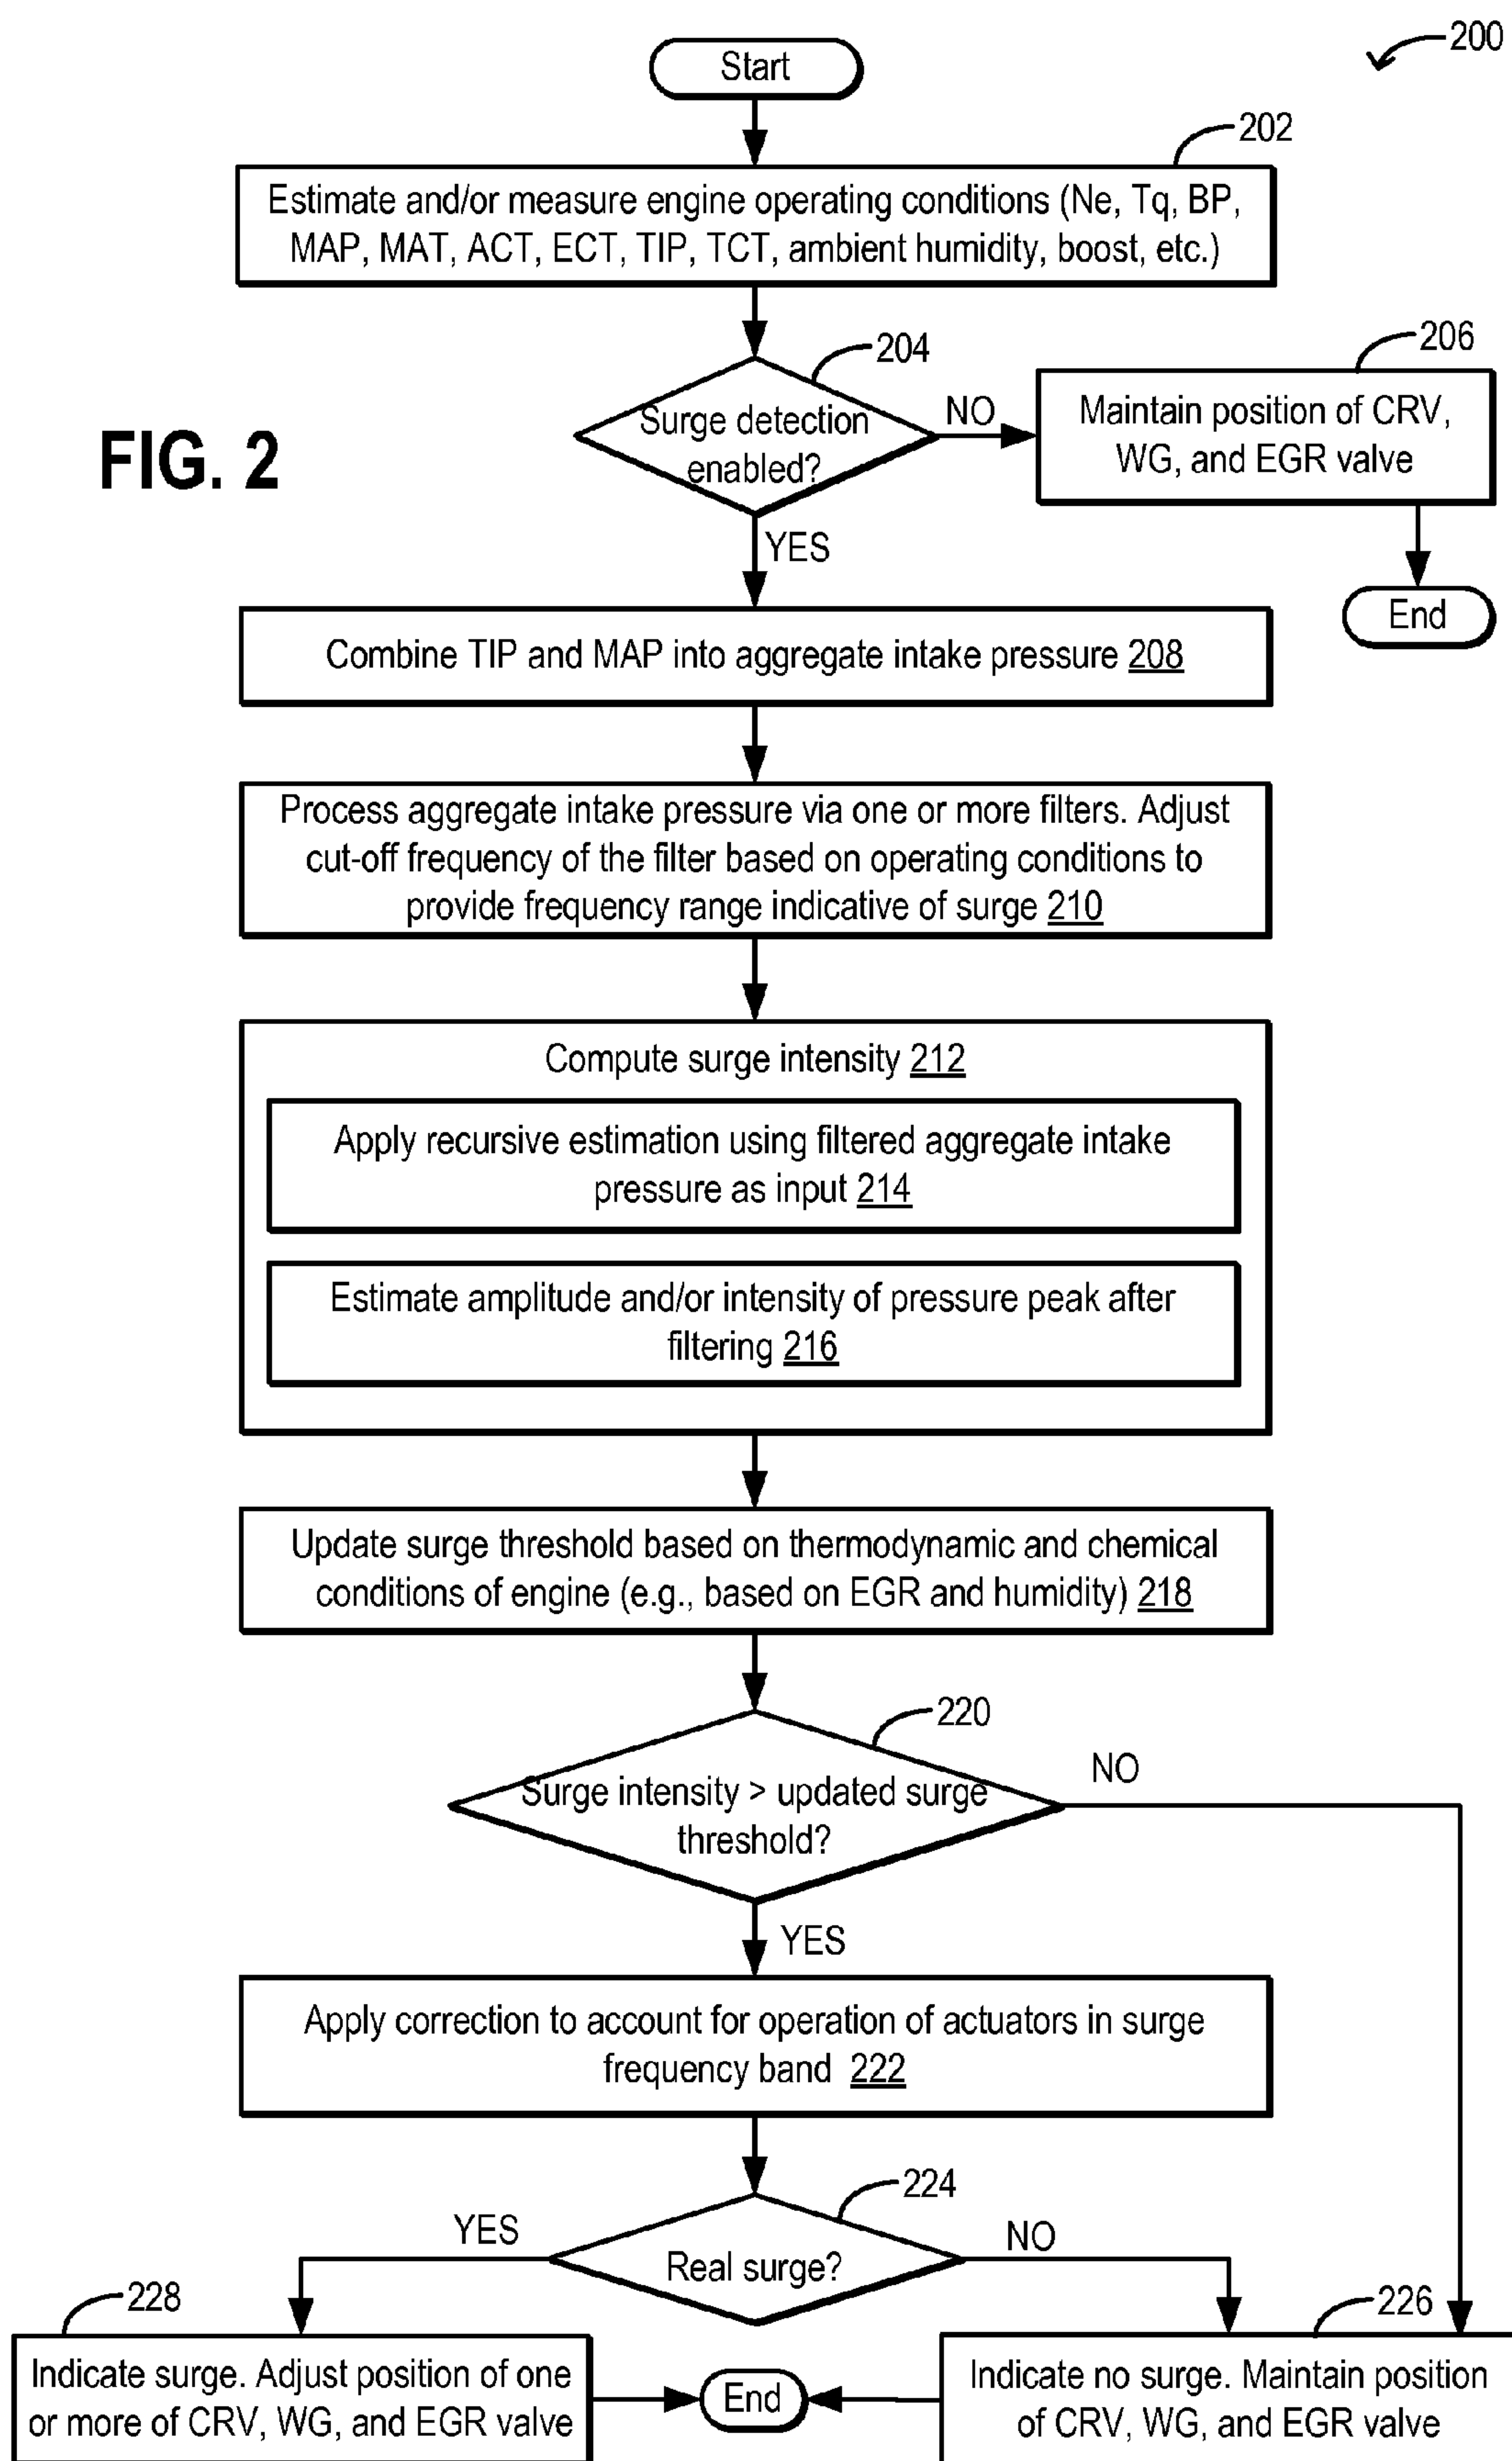 200
Start
202
Estimate and/or measure engine operating conditions (Ne, Tq, BP,
MAP, MAT, ACT, ECT, TIP, TCT, ambient humidity, boost, etc.)
FIG. 2
204
Surge detection
enabled?
NO
206
Maintain position of CRV,
WG, and EGR valve
End
YES
Combine TIP and MAP into aggregate intake pressure 208
Process aggregate intake pressure via one or more filters. Adjust
cut-off frequency of the filter based on operating conditions to
provide frequency range indicative of surge 210
Compute surge intensity 212
Apply recursive estimation using filtered aggregate intake
pressure as input 214
Estimate amplitude and/or intensity of pressure peak after
filtering 216
Update surge threshold based on thermodynamic and chemical
conditions of engine (e.g., based on EGR and humidity) 218
220
Surge intensity > updated surge
threshold?
NO
YES
Apply correction to account for operation of actuators in surge
frequency band 222
224
Real surge?
YES
NO
228
Indicate surge. Adjust position of one
or more of CRV, WG, and EGR valve
End
226
Indicate no surge. Maintain position
of CRV, WG, and EGR valve